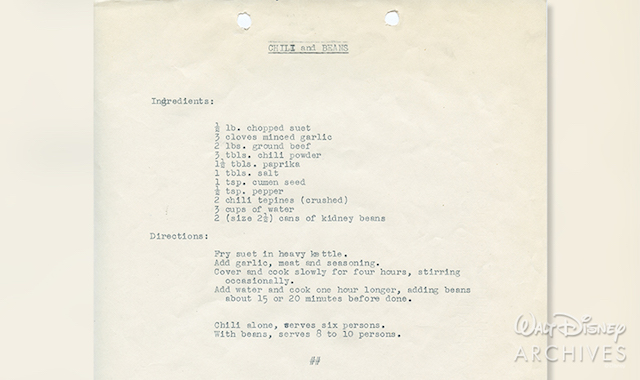 CHILI and BEANS
Ingredients:
½ lb. chopped suet
3 cloves minced garlic
2 lbs. ground beef
3 tbls. chili powder
1½ tbls. paprika
1 tbls. salt
1 tsp. cumen seed
½ tsp. pepper
2 chili tepines (crushed)
3 cups of water
2 (size 2½) cans of kidney beans
Directions:
Fry suet in heavy kettle.
Add garlic, meat and seasoning.
Cover and cook slowly for four hours, stirring
occasionally.
Add water and cook one hour longer, adding beans
about 15 or 20 minutes before done.
Chili alone, serves six persons.
With beans, serves 8 to 10 persons.
##
WALT DISNEY
ARCHIVES